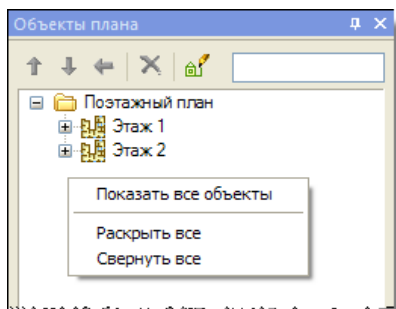 Объекты плана
Поэтажный план
Этаж 1
Этаж 2
Показать все объекты
Раскрыть все
Свернуть все